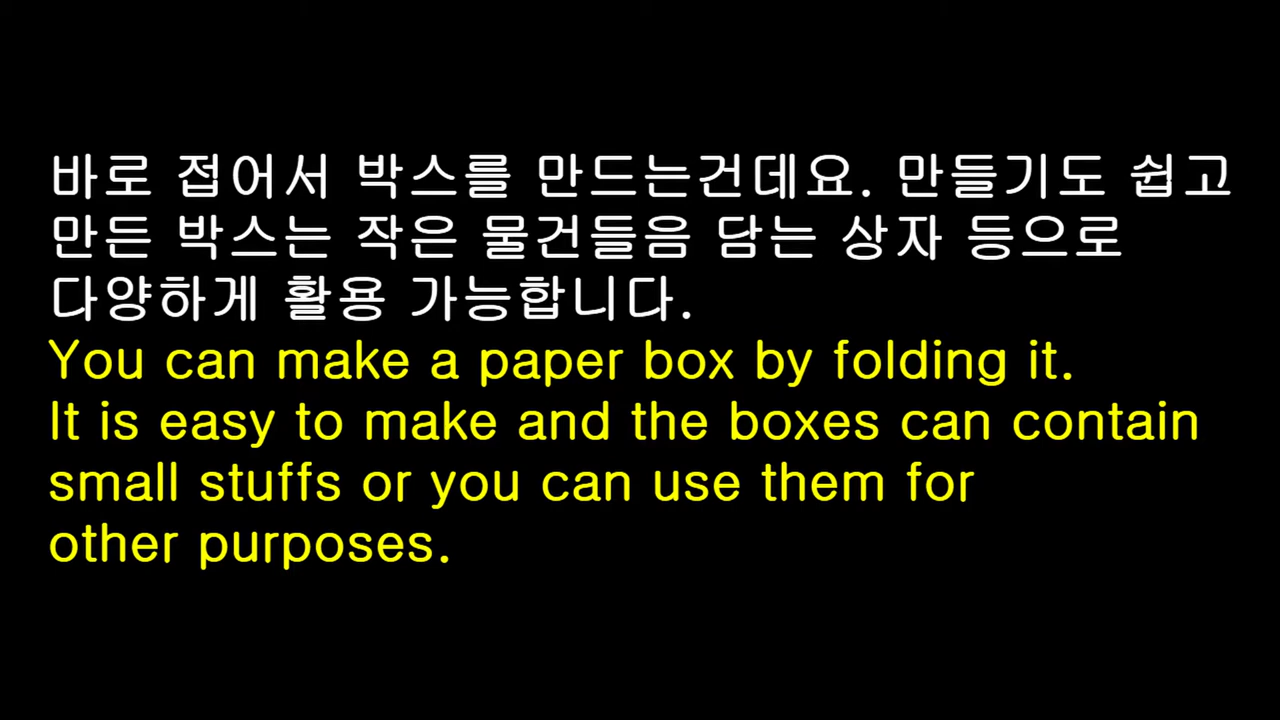 바로 접어서 박스를 만드는건데요. 만들기도 쉽고
만든 박스는 작은 물건들음 담는 상자 등으로
다양하게 활용 가능합니다.
You can make a paper box by folding it.
It is easy to make and the boxes can contain
small stuffs or you can use them for
other purposes.